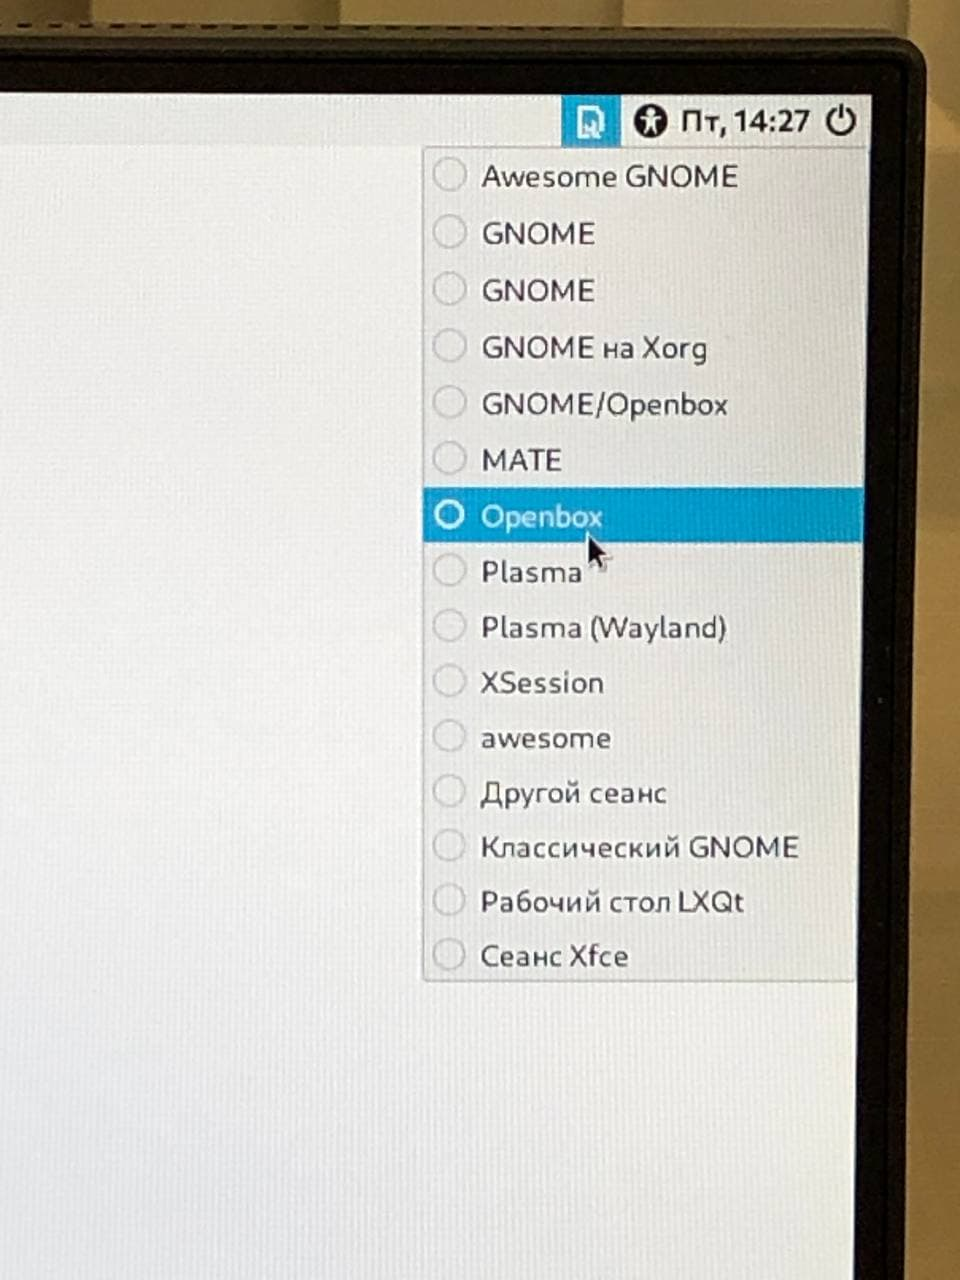 Пт, 14:27
Awesome GNOME
GNOME
GNOME
GNOME на Xorg
GNOME/Openbox
MATE
Openbox
Plasma
Plasma (Wayland)
XSession
awesome
Другой сеанс
Классический GNOME
Рабочий стол LXQt
Сеанс Xfce